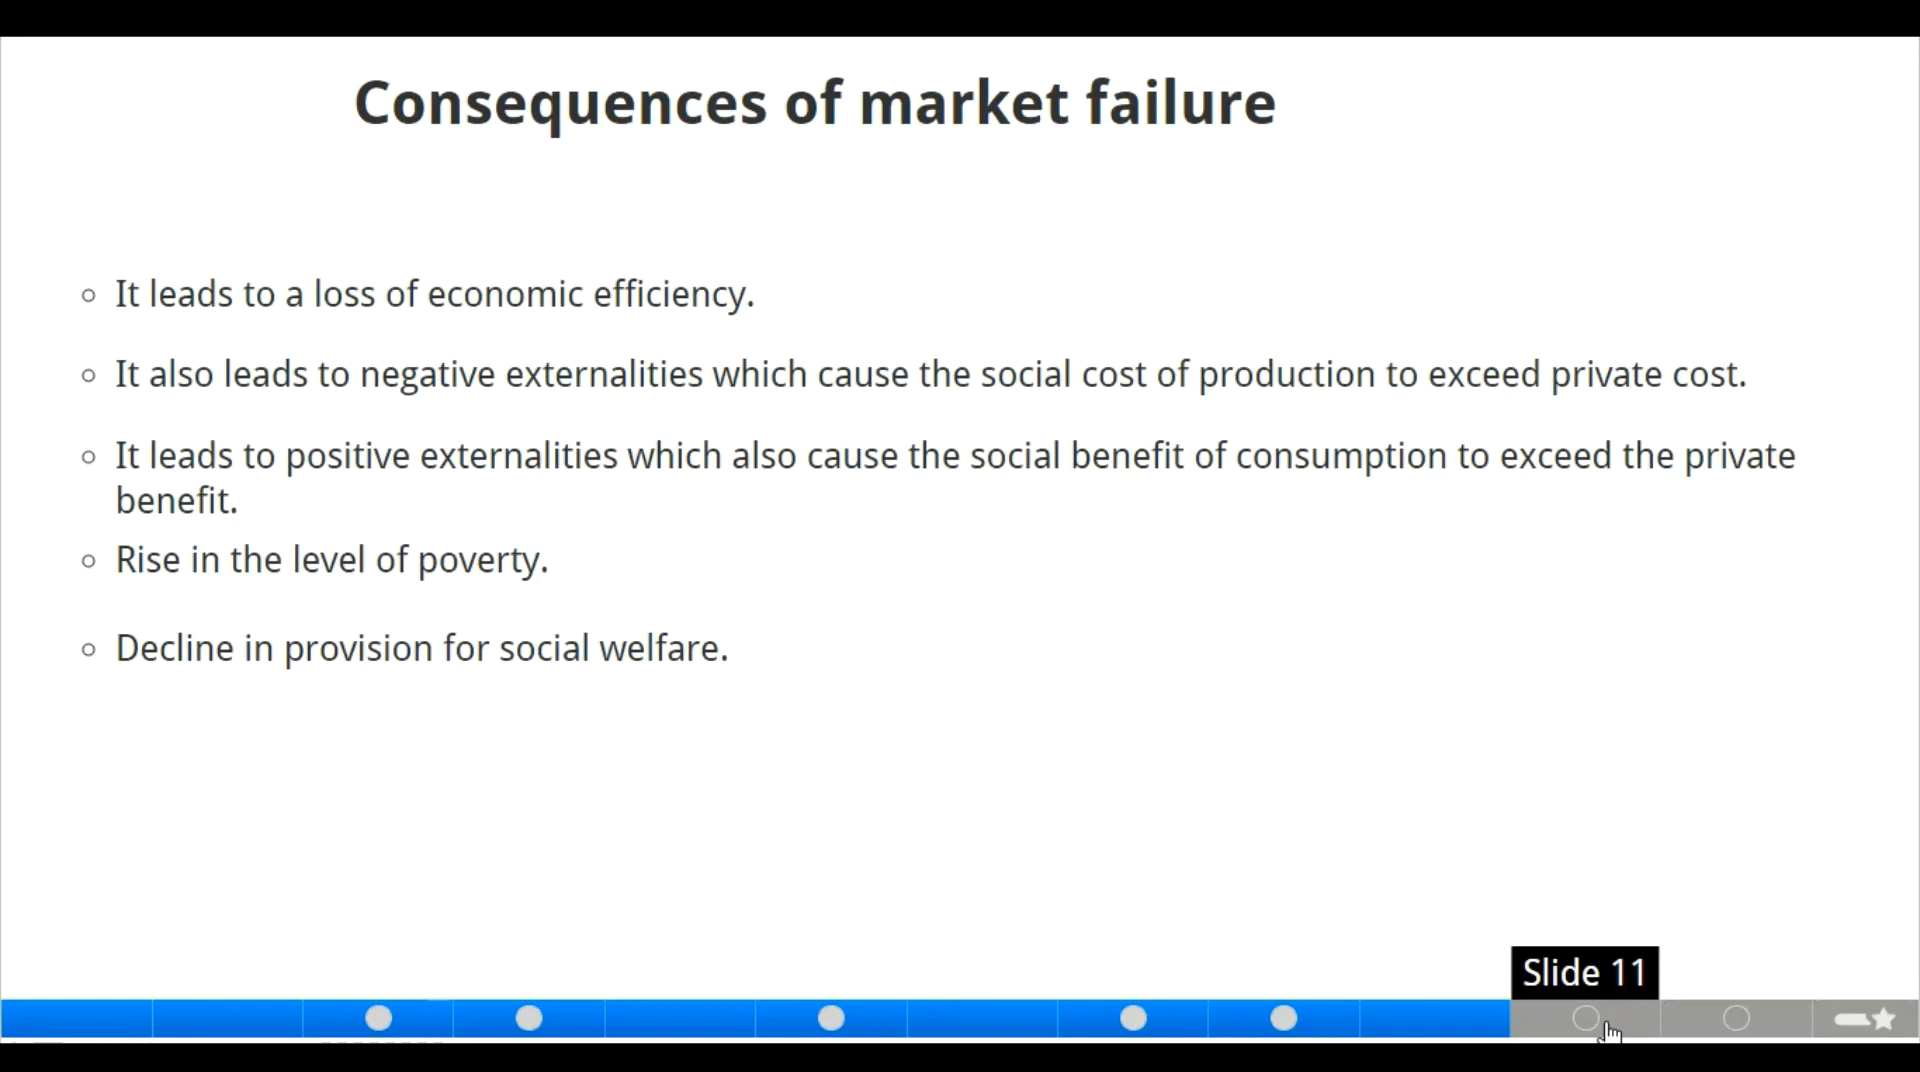 Consequences of market failure
It leads to a loss of economic efficiency.
It also leads to negative externalities which cause the social cost of production to exceed private cost.
It leads to positive externalities which also cause the social benefit of consumption to exceed the private
benefit.
Rise in the level of poverty.
Decline in provision for social welfare.
Slide 11